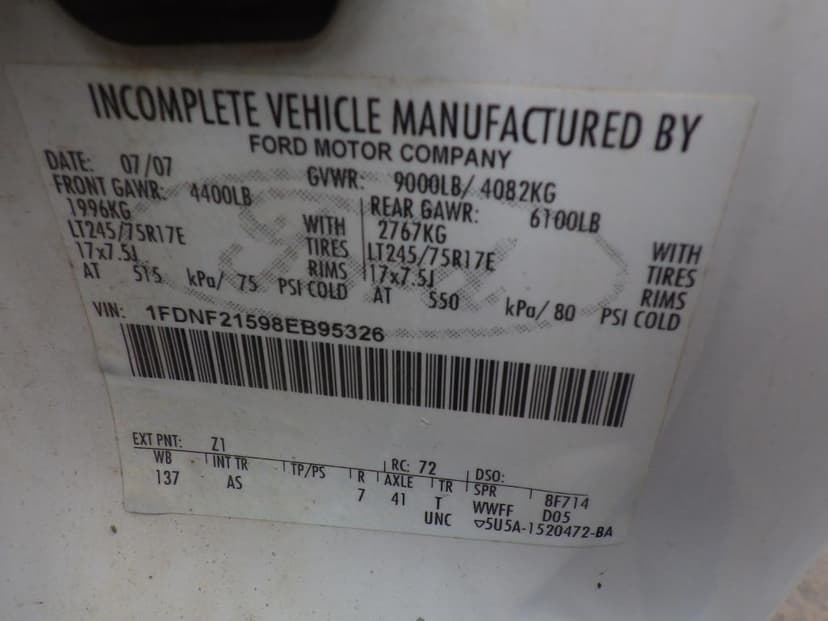 INCOMPLETE VEHICLE MANUFACTURED BY
FORD MOTOR COMPANY
DATE: 07/07 GVWR: 9000LB/ 4082KG
FRONT GAWR: 4400LB REAR GAWR: 6100LB
1996KG WITH 2767KG WITH
LT245/75R17E TIRES LT245/75R17E TIRES
17x7.5J RIMS 17x7.5J RIMS
AT 515 kPa/ 75 PSI COLD AT 550 kPa/ 80 PSI COLD
VIN: 1FDNF21598EB95326
EXT PNT: Z1 RC: 72 DSO:
WB INT TR TP/PS R AXLE TR SPR 8F714
137 AS 7 41 T WWFF D05
UNC ▽5U5A-1520472-BA
Ford